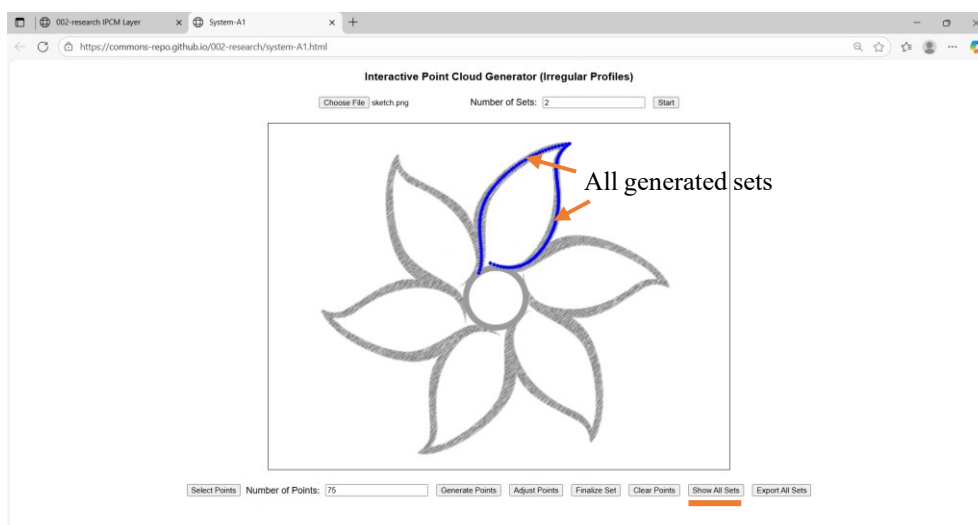 002-research IPCM Layer
System-A1
https://commons-repo.github.io/002-research/system-A1.html
Interactive Point Cloud Generator (Irregular Profiles)
Choose File sketch.png Number of Sets: 2 Start
All generated sets
Select Points Number of Points: 75 Generate Points Adjust Points Finalize Set Clear Points Show All Sets Export All Sets